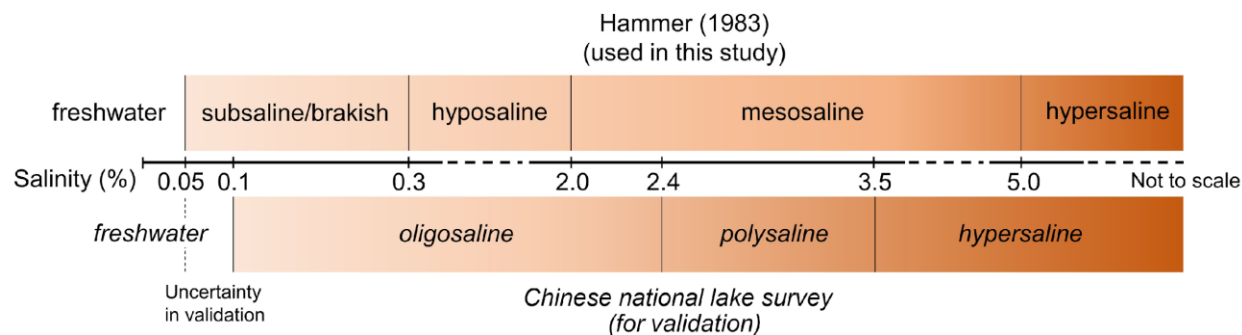 Hammer (1983)
(used in this study)
freshwater subsaline/brakish hyposaline mesosaline hypersaline
Salinity (%) 0.05 0.1 0.3 2.0 2.4 3.5 5.0 Not to scale
freshwater oligosaline polysaline hypersaline
Uncertainty
in validation
Chinese national lake survey
(for validation)